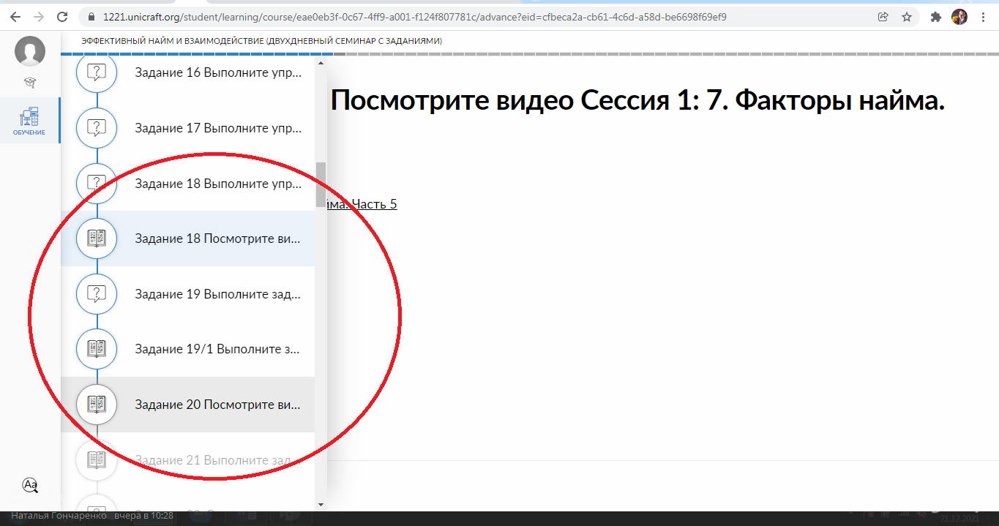 1221.unicraft.org/student/learning/course/eae0eb3f-0c67-4ff9-a001-f124f807781c/advance?eid=cfbeca2a-cb61-4c6d-a58d-be6698f69ef9
ЭФФЕКТИВНЫЙ НАЙМ И ВЗАИМОДЕЙСТВИЕ (ДВУХДНЕВНЫЙ СЕМИНАР С ЗАДАНИЯМИ)
Задание 16 Выполните упр...
Посмотрите видео Сессия 1: 7. Факторы найма.
ОБУЧЕНИЕ
Задание 17 Выполните упр...
Задание 18 Выполните упр...
йма. Часть 5
Задание 18 Посмотрите ви...
Задание 19 Выполните зад...
Задание 19/1 Выполните з...
Задание 20 Посмотрите ви...
Задание 21 Выполните зад...
Aa
Наталья Гончаренко вчера в 10:28
21.12.2021